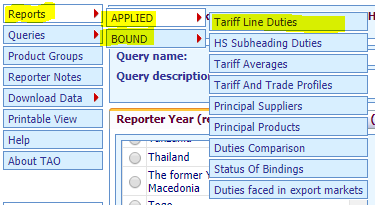 Reports
Queries
Product Groups
Reporter Notes
Download Data
Printable View
Help
About TAO
APPLIED
BOUND
Query name:
Query description
Reporter Year (re
Thailand
The former Y
Macedonia
Tariff Line Duties
HS Subheading Duties
Tariff Averages
Tariff And Trade Profiles
Principal Suppliers
Principal Products
Duties Comparison
Status Of Bindings
Duties faced in export markets